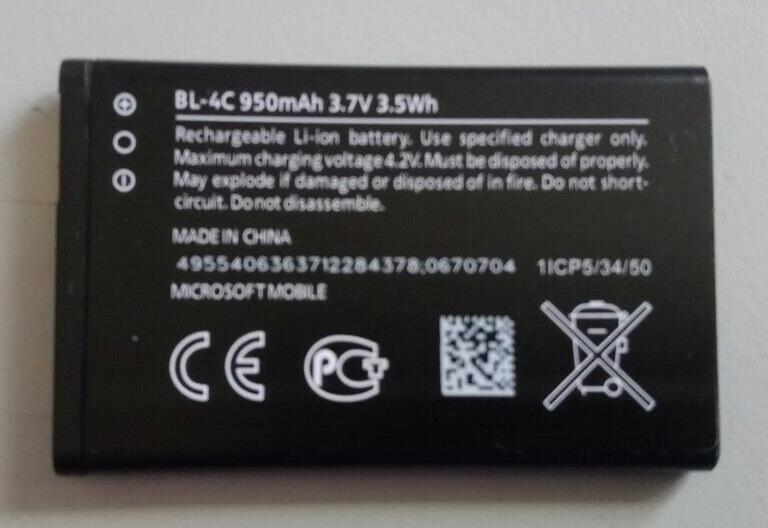 BL-4C 950mAh 3.7V 3.5Wh
Rechargeable Li-ion battery. Use specified charger only.
Maximum charging voltage 4.2V. Must be disposed of properly.
May explode if damaged or disposed of in fire. Do not short-
circuit. Do not disassemble.
MADE IN CHINA
4955406363712284378;0670704 1ICP5/34/50
MICROSOFT MOBILE
CE PCT